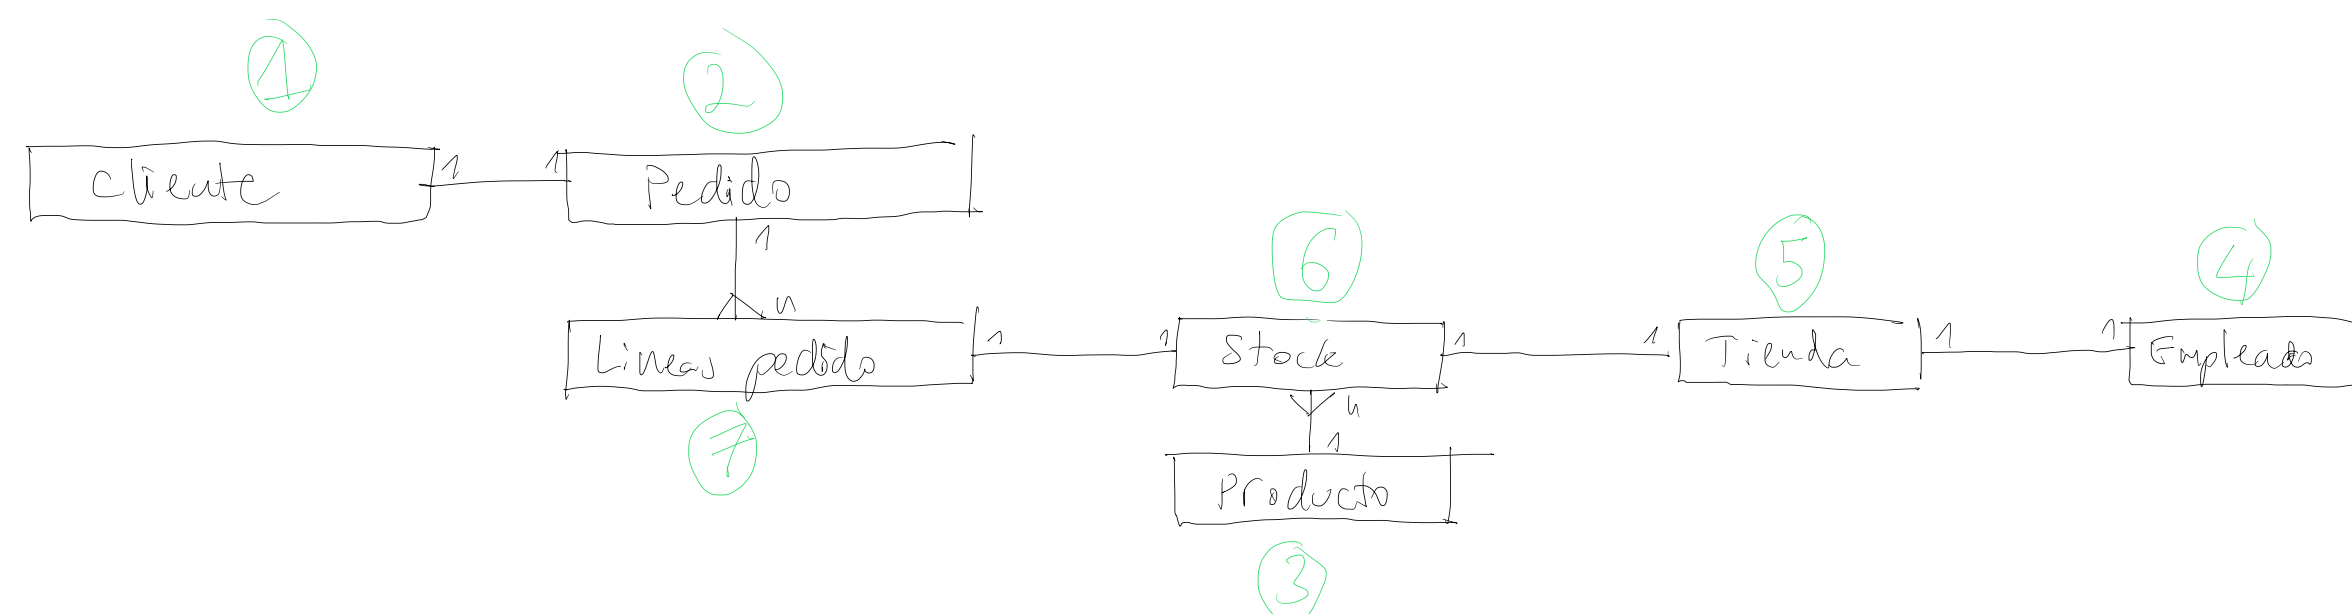 1
2
cliente 1 1 Pedido
1
n
6
5
4
Lineas pedido 1 1 Stock 1 1 Tienda 1 1 Empleado
n
1
7
Producto
3